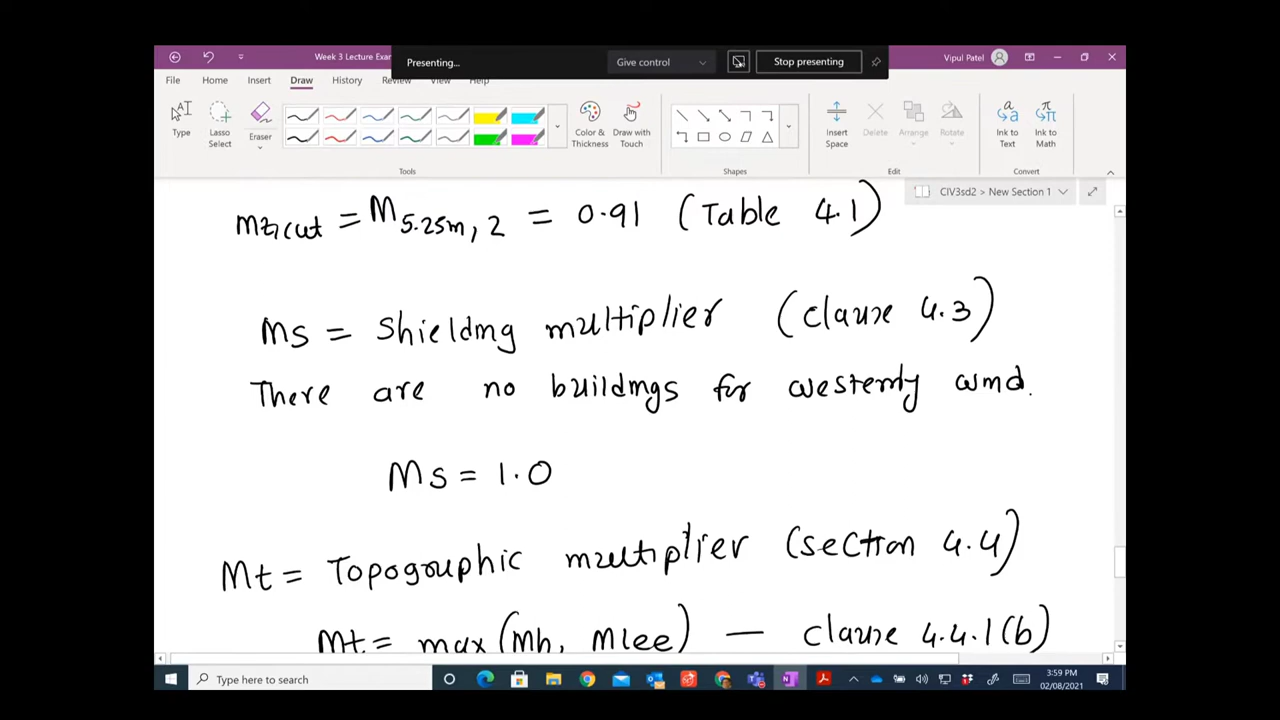 Week 3 Lecture Exam
Presenting...
Give control
Stop presenting
Vipul Patel
File Home Insert Draw History Review View Help
Type
Lasso Select
Eraser
Color & Thickness
Draw with Touch
Insert Space
Delete
Arrange
Rotate
Ink to Text
Ink to Math
Tools
Shapes
Edit
Convert
CIV3sd2 > New Section 1
Mz,cat = M 5.25m, 2 = 0.91 (Table 4.1)
Ms = Shielding multiplier (clause 4.3)
There are no buildings for westerly wind.
Ms = 1.0
Mt = Topographic multiplier (section 4.4)
Mt = max (Mh, Mlee) — clause 4.4.1(b)
Type here to search
3:59 PM
02/08/2021